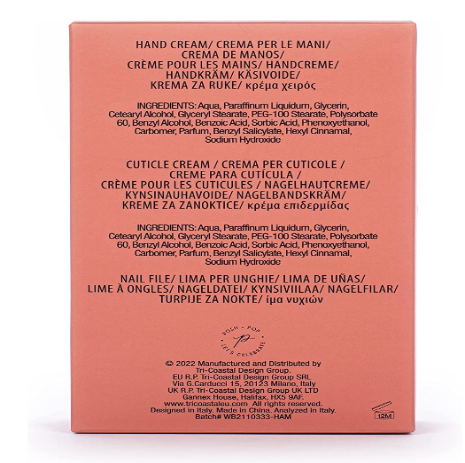 HAND CREAM/ CREMA PER LE MANI/
CREMA DE MANOS/
CRÈME POUR LES MAINS/ HANDCREME/
HANDKRÄM/ KÄSIVOIDE/
KREMA ZA RUKE/ κρέμα χειρός
INGREDIENTS: Aqua, Paraffinum Liquidum, Glycerin,
Cetearyl Alcohol, Glyceryl Stearate, PEG-100 Stearate, Polysorbate
60, Benzyl Alcohol, Benzoic Acid, Sorbic Acid, Phenoxyethanol,
Carbomer, Parfum, Benzyl Salicylate, Hexyl Cinnamal,
Sodium Hydroxide
CUTICLE CREAM / CREMA PER CUTICOLE /
CREME PARA CUTÍCULA /
CRÈME POUR LES CUTICULES / NAGELHAUTCREME/
KYNSINAUHAVOIDE/ NAGELBANDSKRÄM/
KREME ZA ZANOKTICE/ κρέμα επιδερμίδας
INGREDIENTS: Aqua, Paraffinum Liquidum, Glycerin,
Cetearyl Alcohol, Glyceryl Stearate, PEG-100 Stearate, Polysorbate
60, Benzyl Alcohol, Benzoic Acid, Sorbic Acid, Phenoxyethanol,
Carbomer, Parfum, Benzyl Salicylate, Hexyl Cinnamal,
Sodium Hydroxide
NAIL FILE/ LIMA PER UNGHIE/ LIMA DE UÑAS/
LIME À ONGLES/ NAGELDATEI/ KYNSIVIILAA/ NAGELFILAR/
TURPIJE ZA NOKTE/ ίμα νυχιών
POSH - POP
P
LET'S CELEBRATE
© 2022 Manufactured and Distributed by
Tri-Coastal Design Group.
EU R.P. Tri-Coastal Design Group SRL
Via G.Carducci 15, 20123 Milano, Italy
UK R.P. Tri-Coastal Design Group UK LTD
Gannex House, Halifax, HX5 9AF.
www.tricoastaleu.com All rights reserved.
Designed in Italy. Made in China. Analyzed In Italy.
Batch# WB2110333-HAM
12M